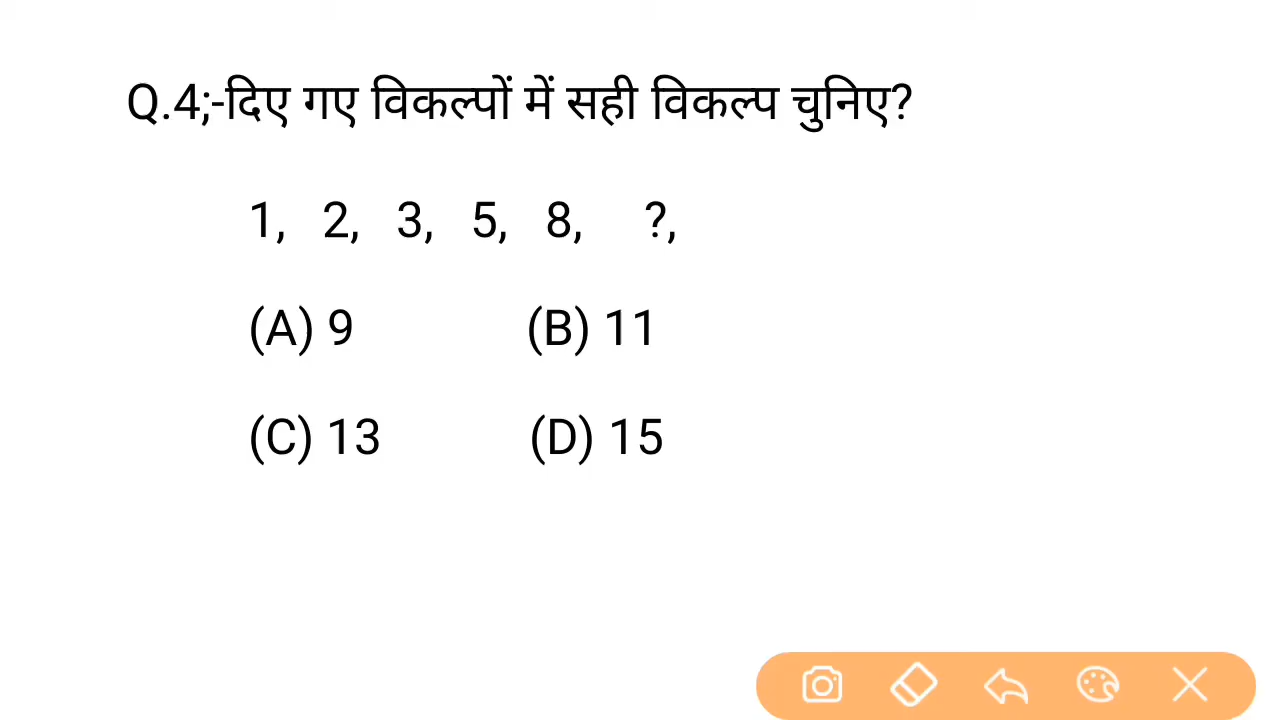 Q.4;-दिए गए विकल्पों में सही विकल्प चुनिए?
1, 2, 3, 5, 8, ?,
(A) 9 (B) 11
(C) 13 (D) 15